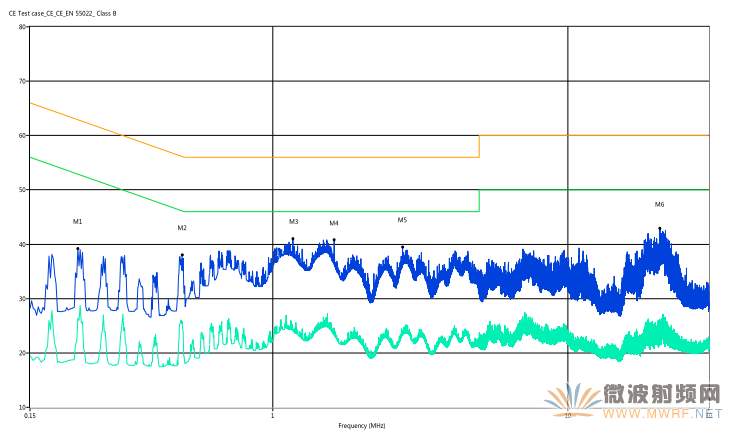 CE Test case_CE_CE_EN 55022_ Class B
80
70
60
50
40
30
20
10
M1
M2
M3
M4
M5
M6
0.15
1
10
Frequency (MHz)
微波射频网
WWW.MWRF.NET